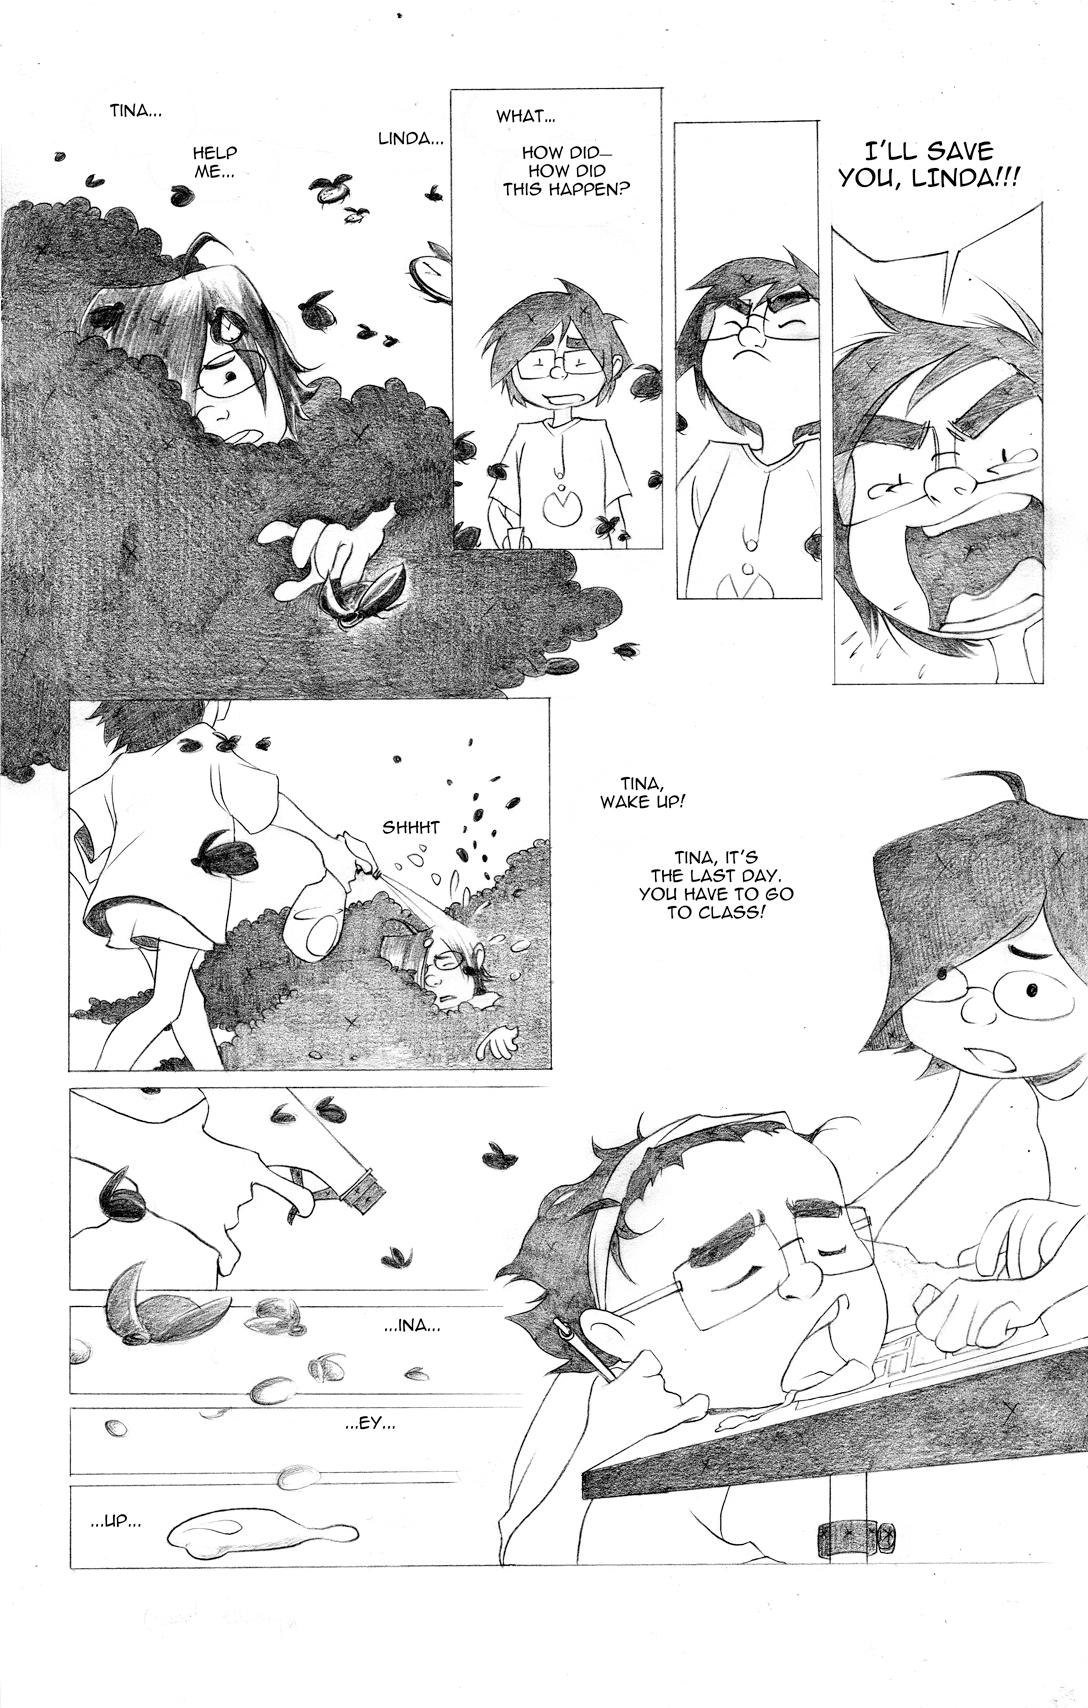 TINA...
HELP
ME...
LINDA...
WHAT...
HOW DID—
HOW DID
THIS HAPPEN?
I'LL SAVE
YOU, LINDA!!!
SHHHT
TINA,
WAKE UP!
TINA, IT'S
THE LAST DAY.
YOU HAVE TO GO
TO CLASS!
...INA...
...EY...
...UP...